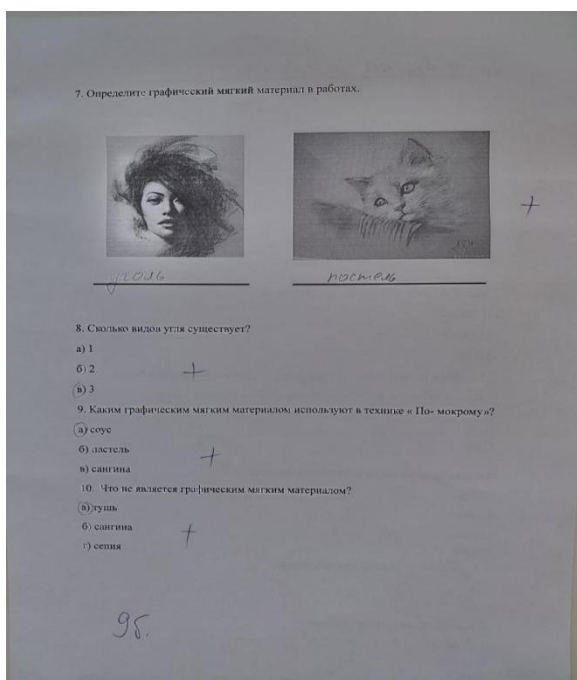 7. Определите графический мягкий материал в работах.
уголь пастель
+
8. Сколько видов угля существует?
а) 1
б) 2
+
в) 3
9. Каким графическим мягким материалом используют в технике « По- мокрому»?
а) соус
б) пастель
+
в) сангина
10. Что не является графическим мягким материалом?
а) тушь
б) сангина
+
г) сепия
9б.